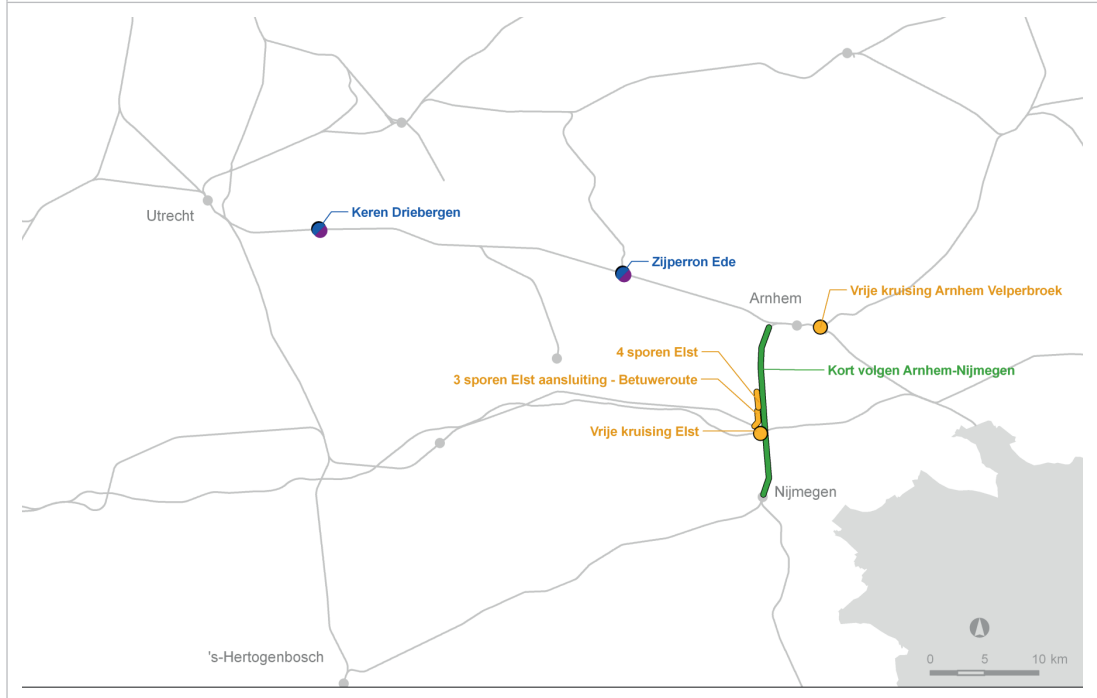 Utrecht
Keren Driebergen
Zijperron Ede
Arnhem
Vrije kruising Arnhem Velperbroek
4 sporen Elst
Kort volgen Arnhem-Nijmegen
3 sporen Elst aansluiting - Betuweroute
Vrije kruising Elst
Nijmegen
's-Hertogenbosch
0 5 10 km